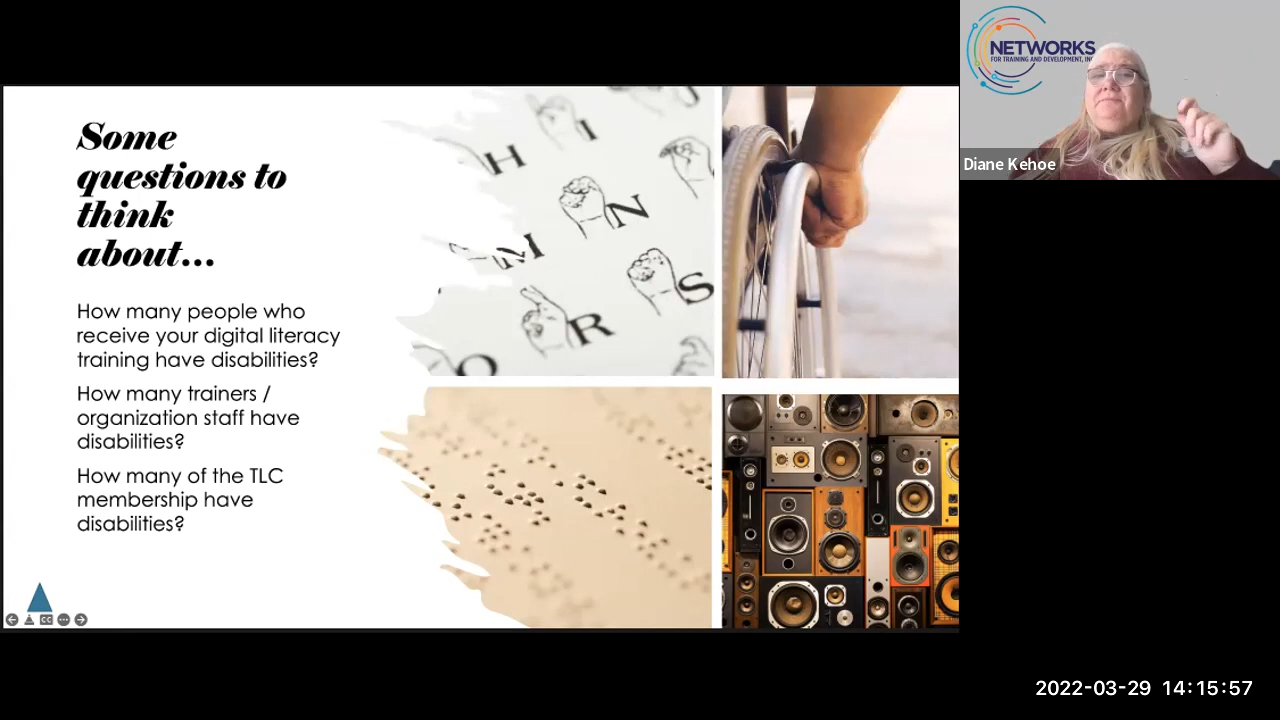 Some
questions to
think
about...
How many people who
receive your digital literacy
training have disabilities?
How many trainers /
organization staff have
disabilities?
How many of the TLC
membership have
disabilities?
H
I
M
N
R
S
O
CC
NETWORKS
FOR TRAINING AND DEVELOPMENT, INC
Diane Kehoe
2022-03-29 14:15:57